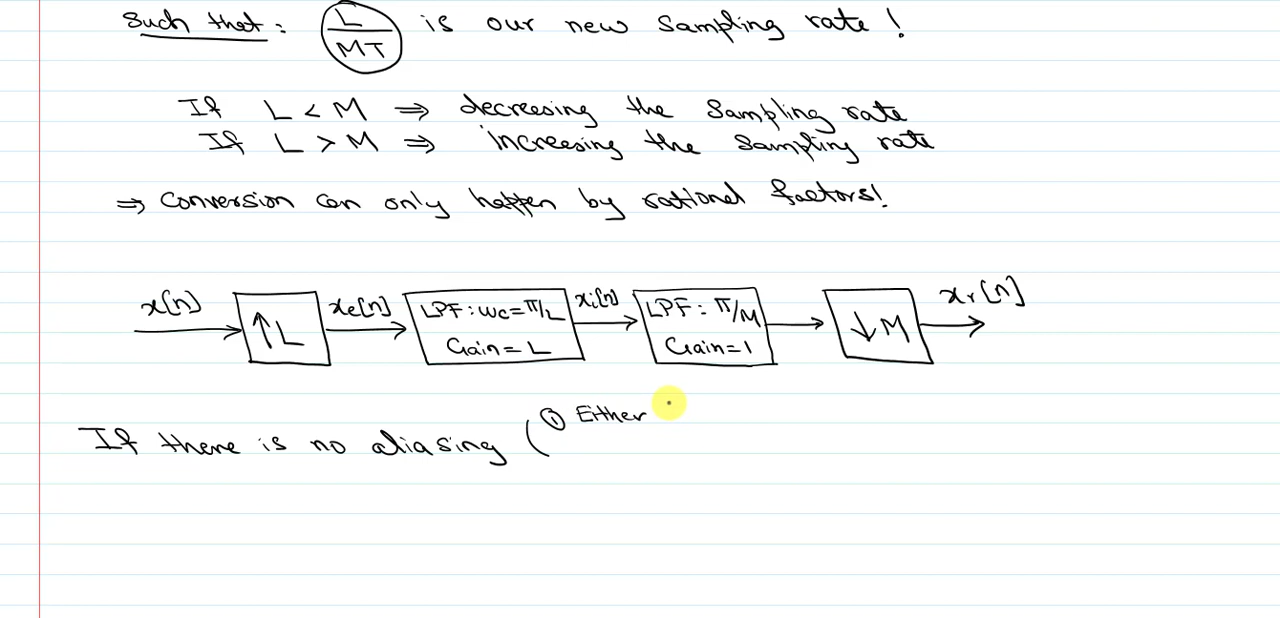 Such that: L/MT is our new sampling rate!
If L < M ⇒ decreesing the Sampling rate
If L > M ⇒ increesing the Sampling rate
⇒ Conversion can only happen by rational factors!
x[n] ↑L xe[n] LPF: wc=π/L Gain=L xi[n] LPF: π/M Gain=1 ↓M xr[n]
If there is no aliasing ( ① Either